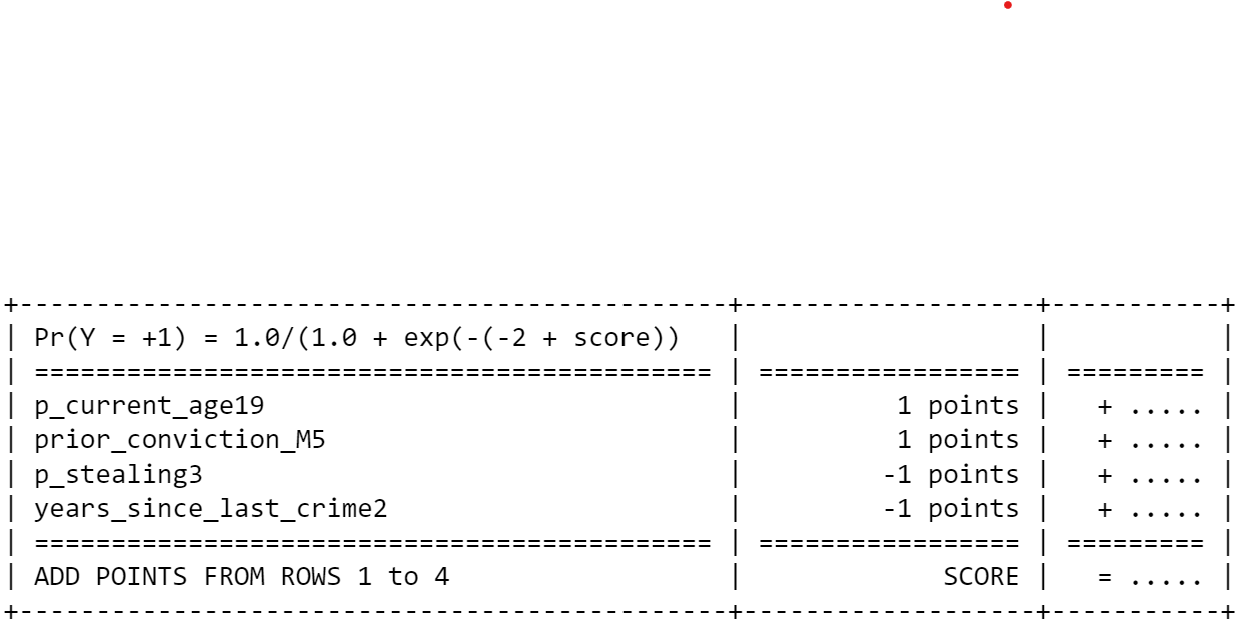 +----------------------------------------------+-------------------+-----------+
| Pr(Y = +1) = 1.0/(1.0 + exp(-(-2 + score)) | | |
| ============================================ | ================= | ========= |
| p_current_age19 | 1 points | + ..... |
| prior_conviction_M5 | 1 points | + ..... |
| p_stealing3 | -1 points | + ..... |
| years_since_last_crime2 | -1 points | + ..... |
| ============================================ | ================= | ========= |
| ADD POINTS FROM ROWS 1 to 4 | SCORE | = ..... |
+----------------------------------------------+-------------------+-----------+